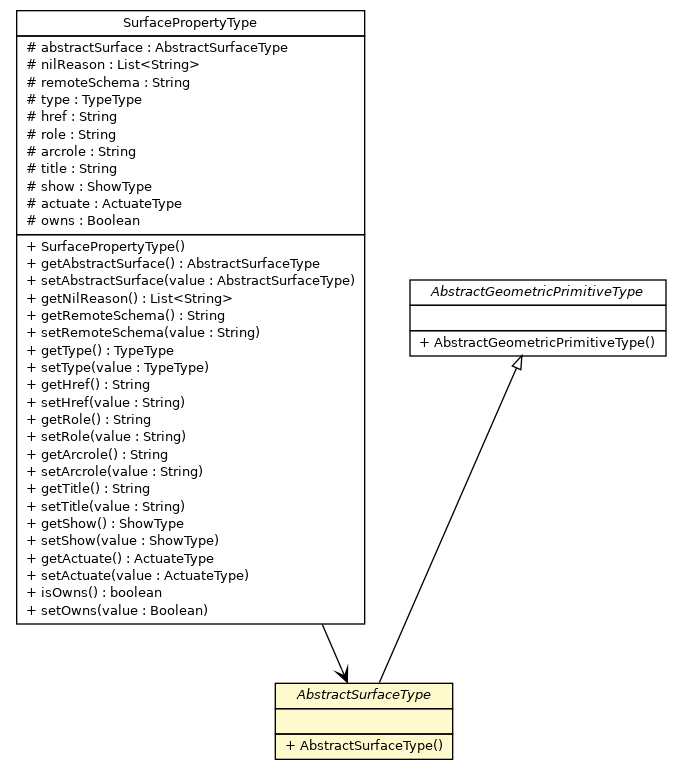 SurfacePropertyType
# abstractSurface : AbstractSurfaceType
# nilReason : List<String>
# remoteSchema : String
# type : TypeType
# href : String
# role : String
# arcrole : String
# title : String
# show : ShowType
# actuate : ActuateType
# owns : Boolean
+ SurfacePropertyType()
+ getAbstractSurface() : AbstractSurfaceType
+ setAbstractSurface(value : AbstractSurfaceType)
+ getNilReason() : List<String>
+ getRemoteSchema() : String
+ setRemoteSchema(value : String)
+ getType() : TypeType
+ setType(value : TypeType)
+ getHref() : String
+ setHref(value : String)
+ getRole() : String
+ setRole(value : String)
+ getArcrole() : String
+ setArcrole(value : String)
+ getTitle() : String
+ setTitle(value : String)
+ getShow() : ShowType
+ setShow(value : ShowType)
+ getActuate() : ActuateType
+ setActuate(value : ActuateType)
+ isOwns() : boolean
+ setOwns(value : Boolean)
AbstractGeometricPrimitiveType
+ AbstractGeometricPrimitiveType()
AbstractSurfaceType
+ AbstractSurfaceType()